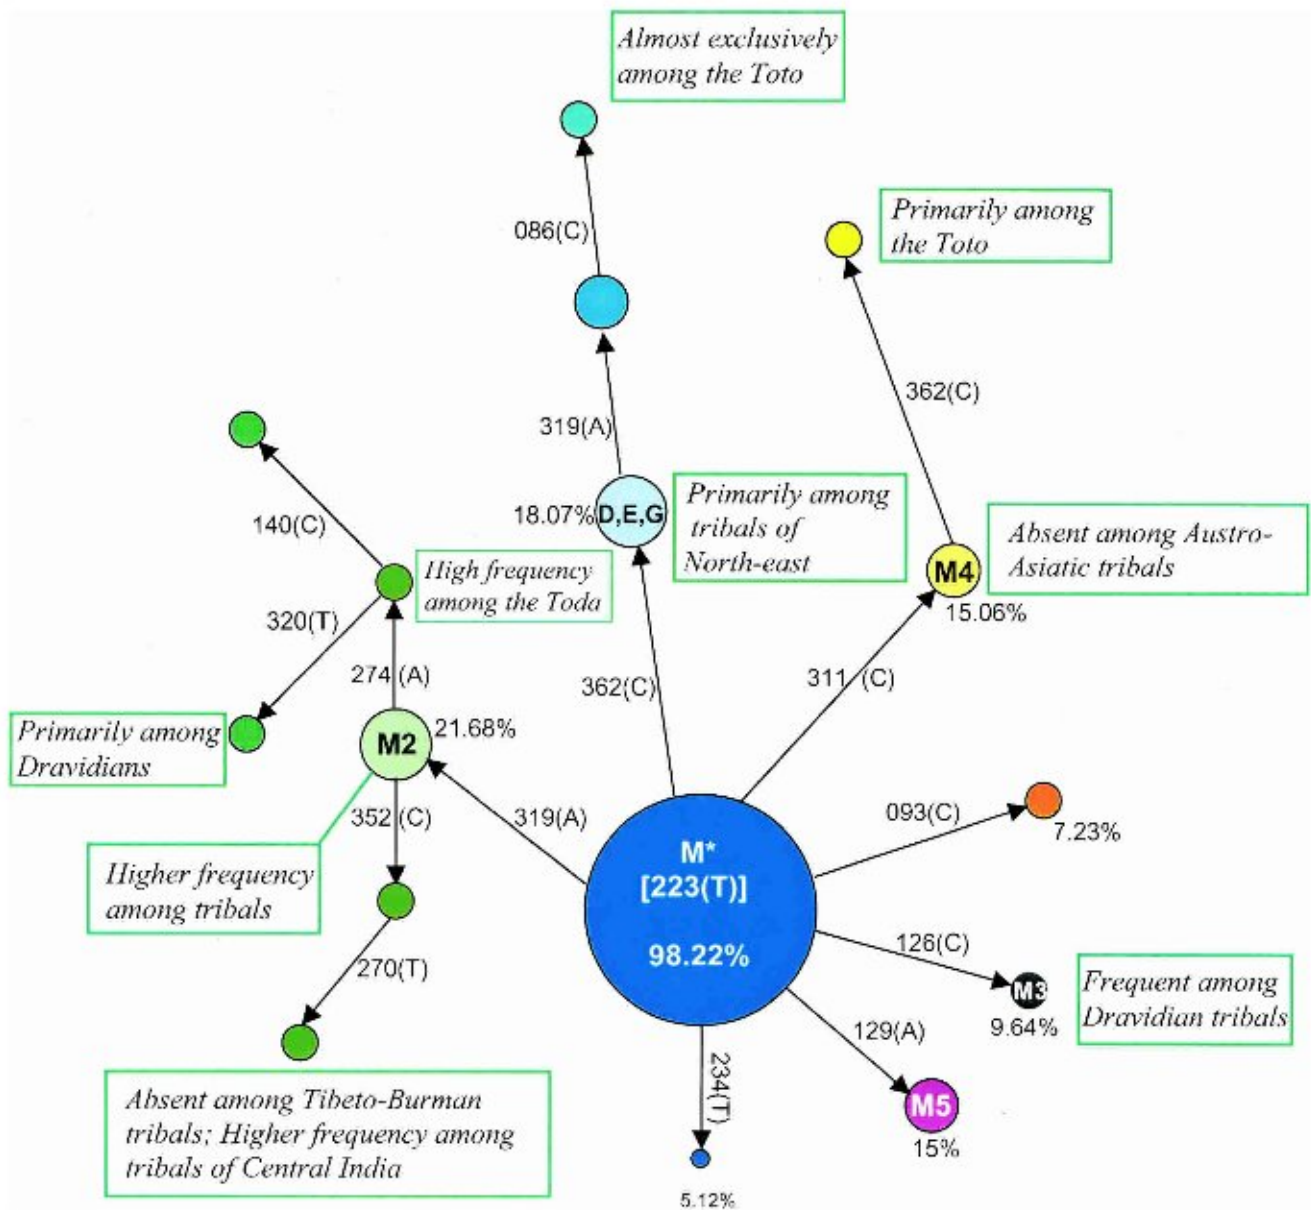 Almost exclusively
among the Toto
Primarily among
the Toto
086(C)
362(C)
319(A)
140(C)
18.07%
D,E,G
Primarily among
tribals of
North-east
Absent among Austro-
Asiatic tribals
High frequency
among the Toda
M4
15.06%
320(T)
274 (A)
362(C)
311 (C)
Primarily among
Dravidians
M2
21.68%
352 (C)
319(A)
093(C)
7.23%
M*
[223(T)]
98.22%
Higher frequency
among tribals
126(C)
M3
9.64%
Frequent among
Dravidian tribals
270(T)
129(A)
234(T)
M5
15%
Absent among Tibeto-Burman
tribals; Higher frequency among
tribals of Central India
5.12%